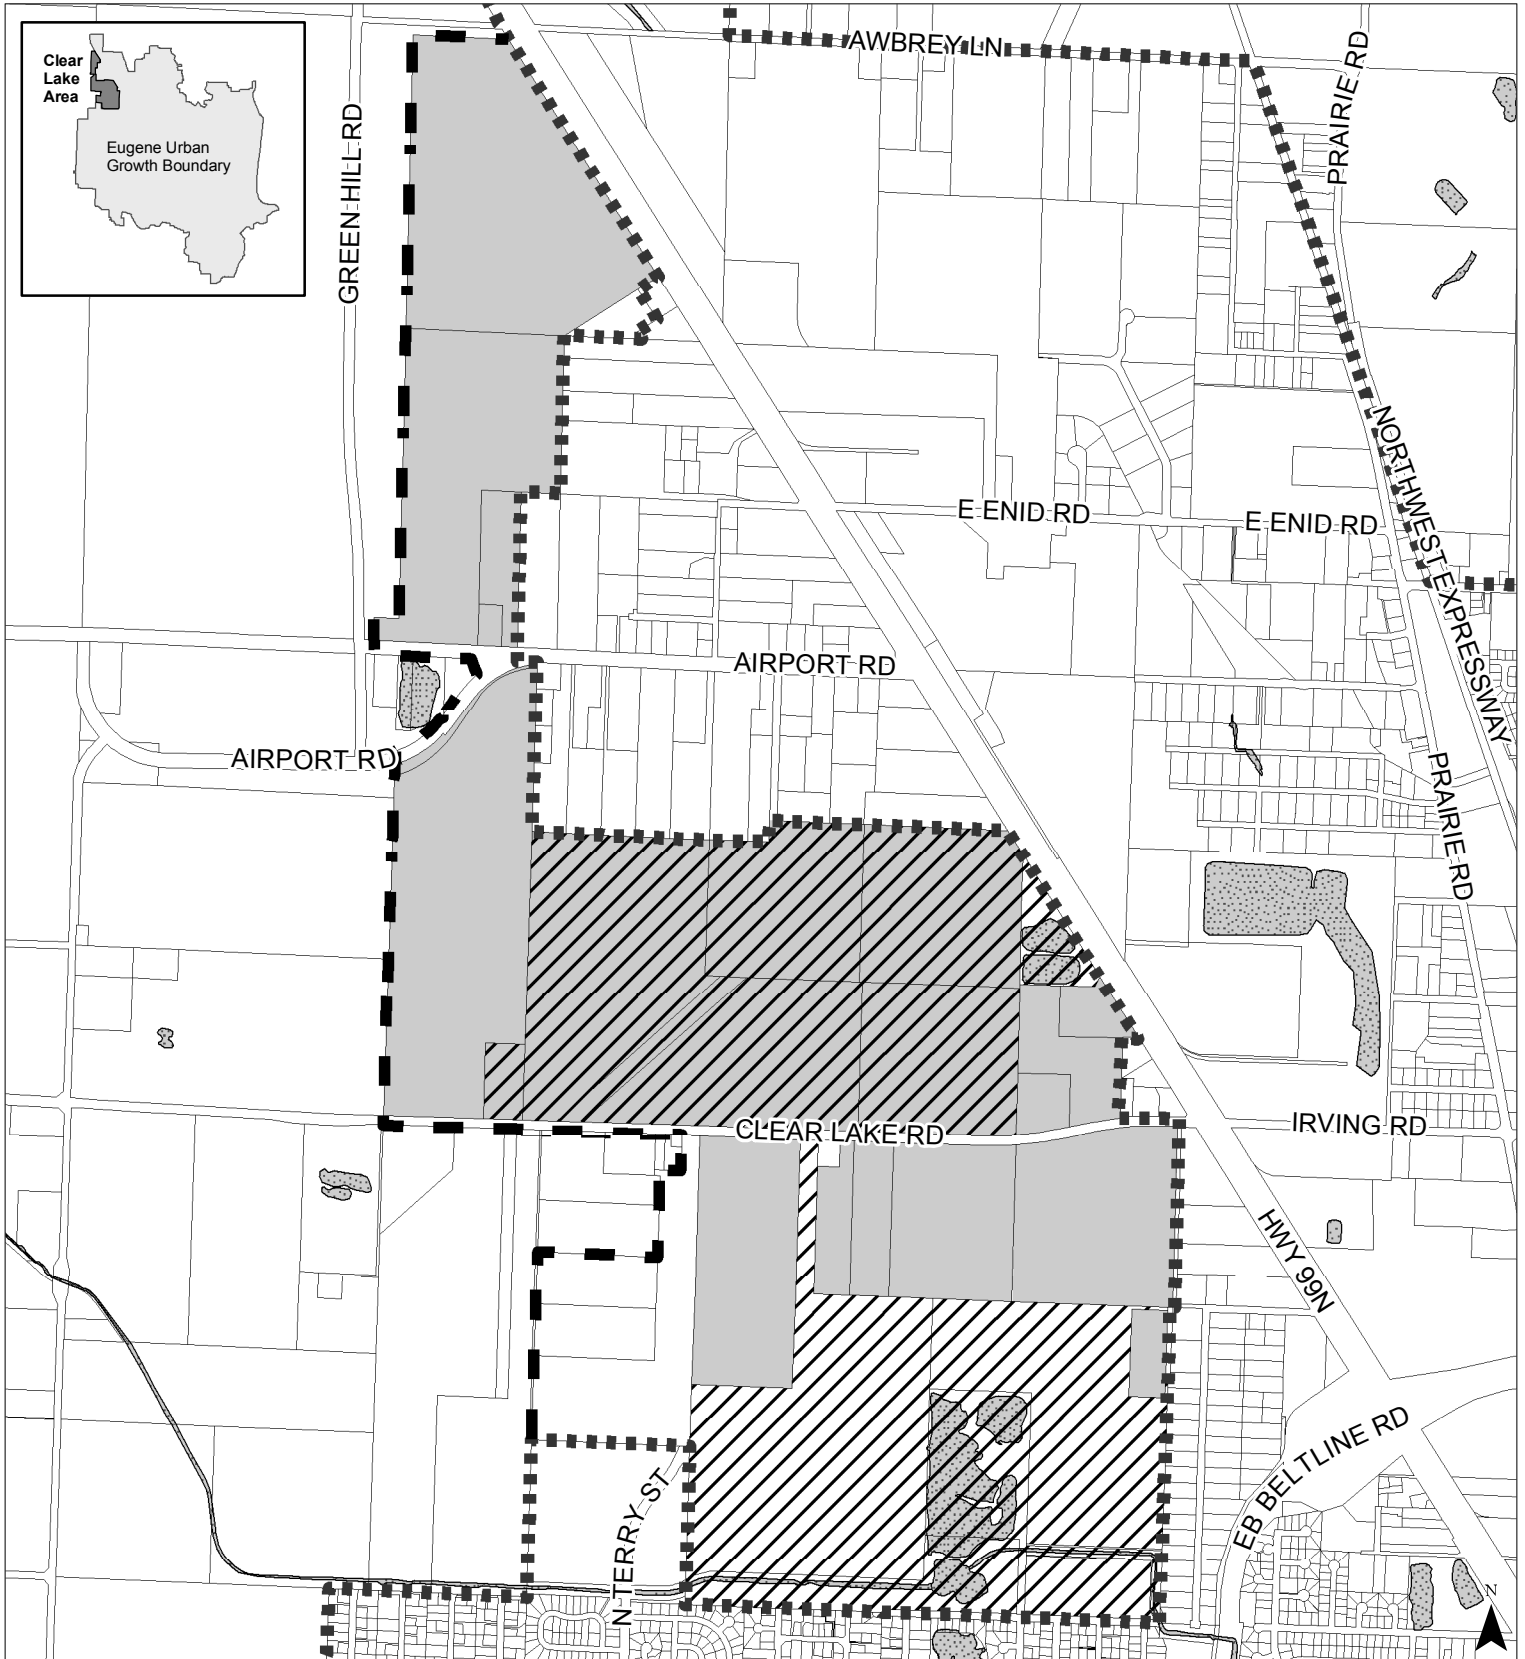 Clear
Lake
Area
Eugene Urban
Growth Boundary
AWBREY LN
PRAIRIE RD
GREEN HILL RD
NORTHWEST EXPRESSWAY
E ENID RD
E ENID RD
AIRPORT RD
AIRPORT RD
PRAIRIE RD
CLEAR LAKE RD
IRVING RD
HWY 99N
EB BELTLINE RD
N TERRY ST
N